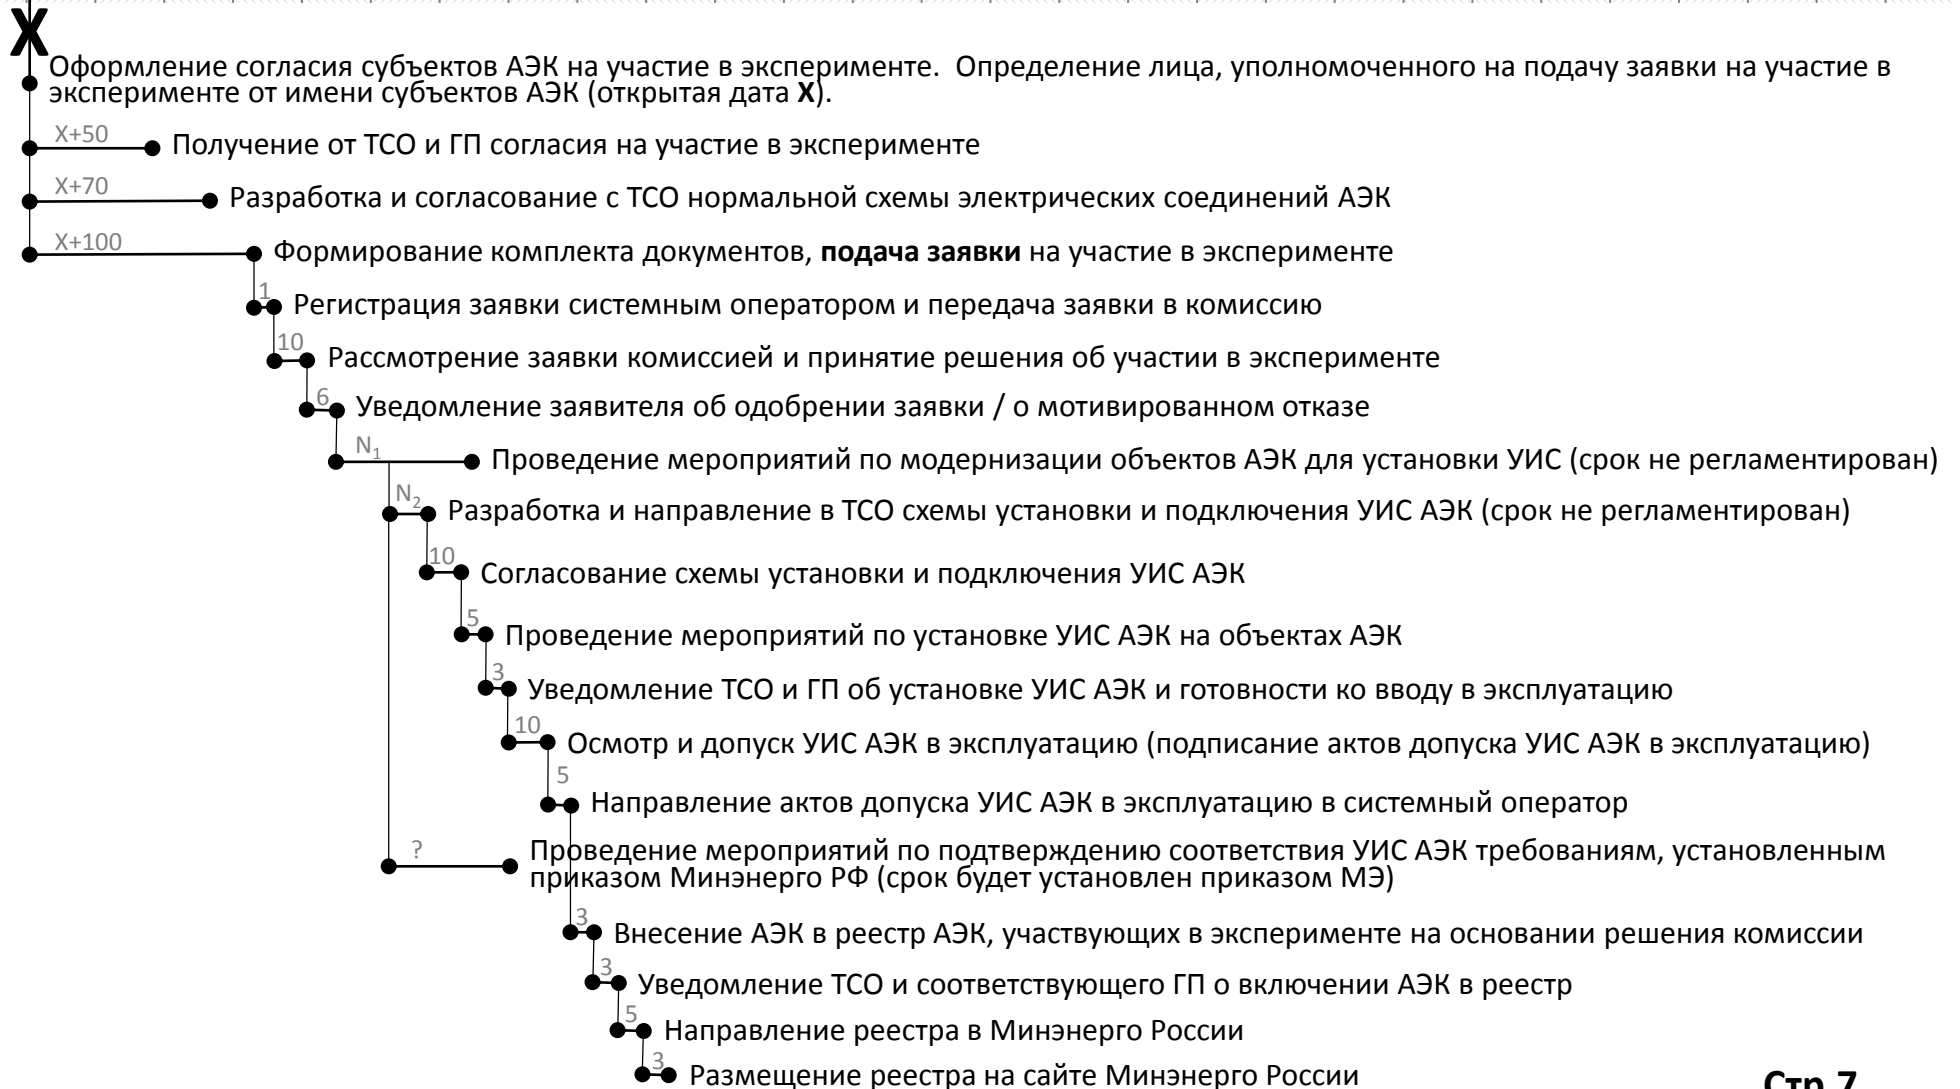 X
Оформление согласия субъектов АЭК на участие в эксперименте. Определение лица, уполномоченного на подачу заявки на участие в
эксперименте от имени субъектов АЭК (открытая дата X).
X+50
Получение от ТСО и ГП согласия на участие в эксперименте
X+70
Разработка и согласование с ТСО нормальной схемы электрических соединений АЭК
X+100
Формирование комплекта документов, подача заявки на участие в эксперименте
1
Регистрация заявки системным оператором и передача заявки в комиссию
10
Рассмотрение заявки комиссией и принятие решения об участии в эксперименте
6
Уведомление заявителя об одобрении заявки / о мотивированном отказе
N₁
Проведение мероприятий по модернизации объектов АЭК для установки УИС (срок не регламентирован)
N₂
Разработка и направление в ТСО схемы установки и подключения УИС АЭК (срок не регламентирован)
10
Согласование схемы установки и подключения УИС АЭК
5
Проведение мероприятий по установке УИС АЭК на объектах АЭК
3
Уведомление ТСО и ГП об установке УИС АЭК и готовности ко вводу в эксплуатацию
10
Осмотр и допуск УИС АЭК в эксплуатацию (подписание актов допуска УИС АЭК в эксплуатацию)
5
Направление актов допуска УИС АЭК в эксплуатацию в системный оператор
?
Проведение мероприятий по подтверждению соответствия УИС АЭК требованиям, установленным
приказом Минэнерго РФ (срок будет установлен приказом МЭ)
3
Внесение АЭК в реестр АЭК, участвующих в эксперименте на основании решения комиссии
3
Уведомление ТСО и соответствующего ГП о включении АЭК в реестр
5
Направление реестра в Минэнерго России
3
Размещение реестра на сайте Минэнерго России
Стр.7